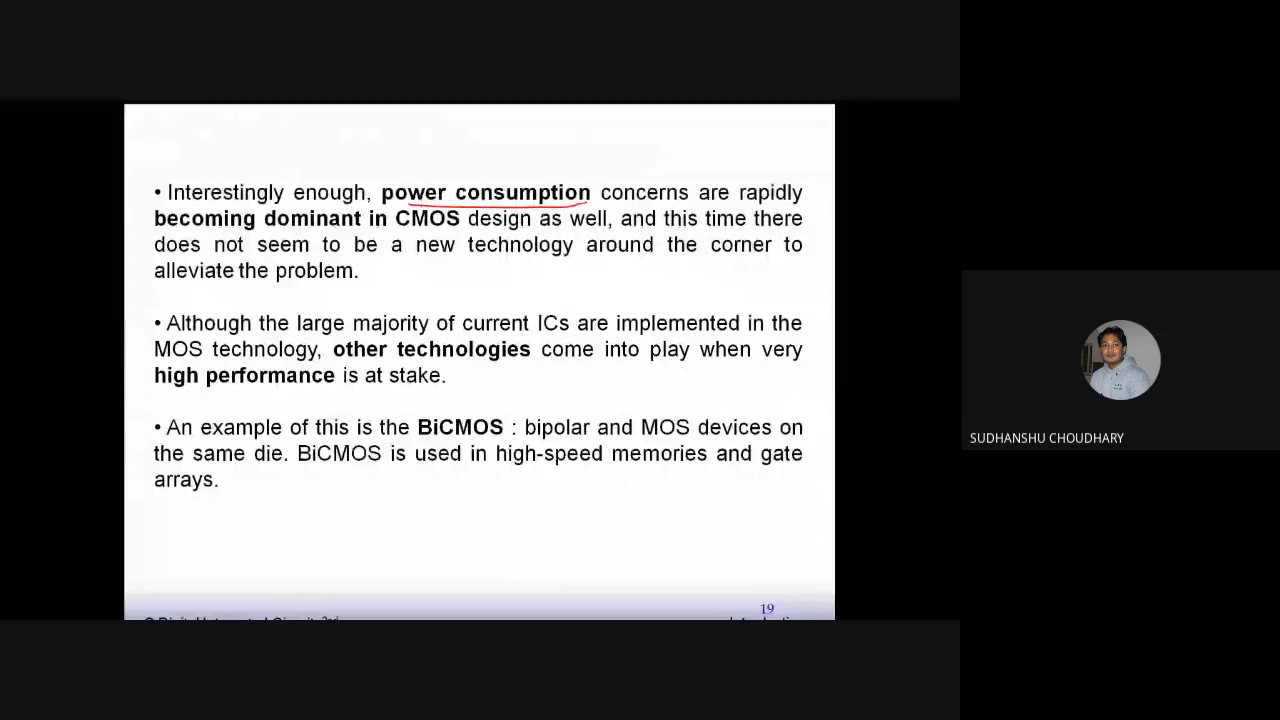 • Interestingly enough, power consumption concerns are rapidly
becoming dominant in CMOS design as well, and this time there
does not seem to be a new technology around the corner to
alleviate the problem.
• Although the large majority of current ICs are implemented in the
MOS technology, other technologies come into play when very
high performance is at stake.
• An example of this is the BiCMOS : bipolar and MOS devices on
the same die. BiCMOS is used in high-speed memories and gate
arrays.
19
SUDHANSHU CHOUDHARY